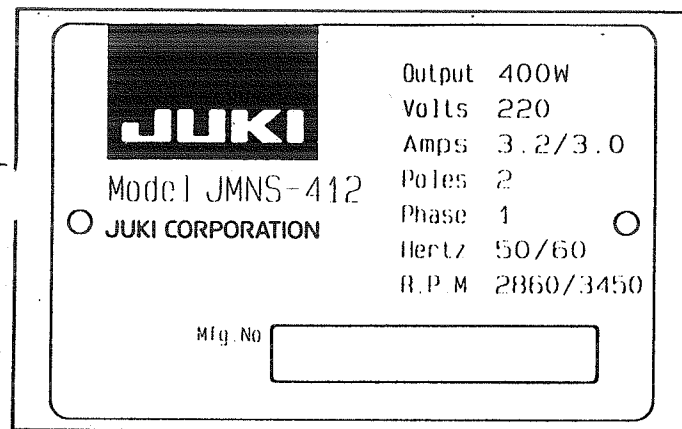 JUKI
Model JMNS-412
JUKI CORPORATION
Output 400W
Volts 220
Amps 3.2/3.0
Poles 2
Phase 1
Hertz 50/60
R.P.M 2860/3450
Mfg.No